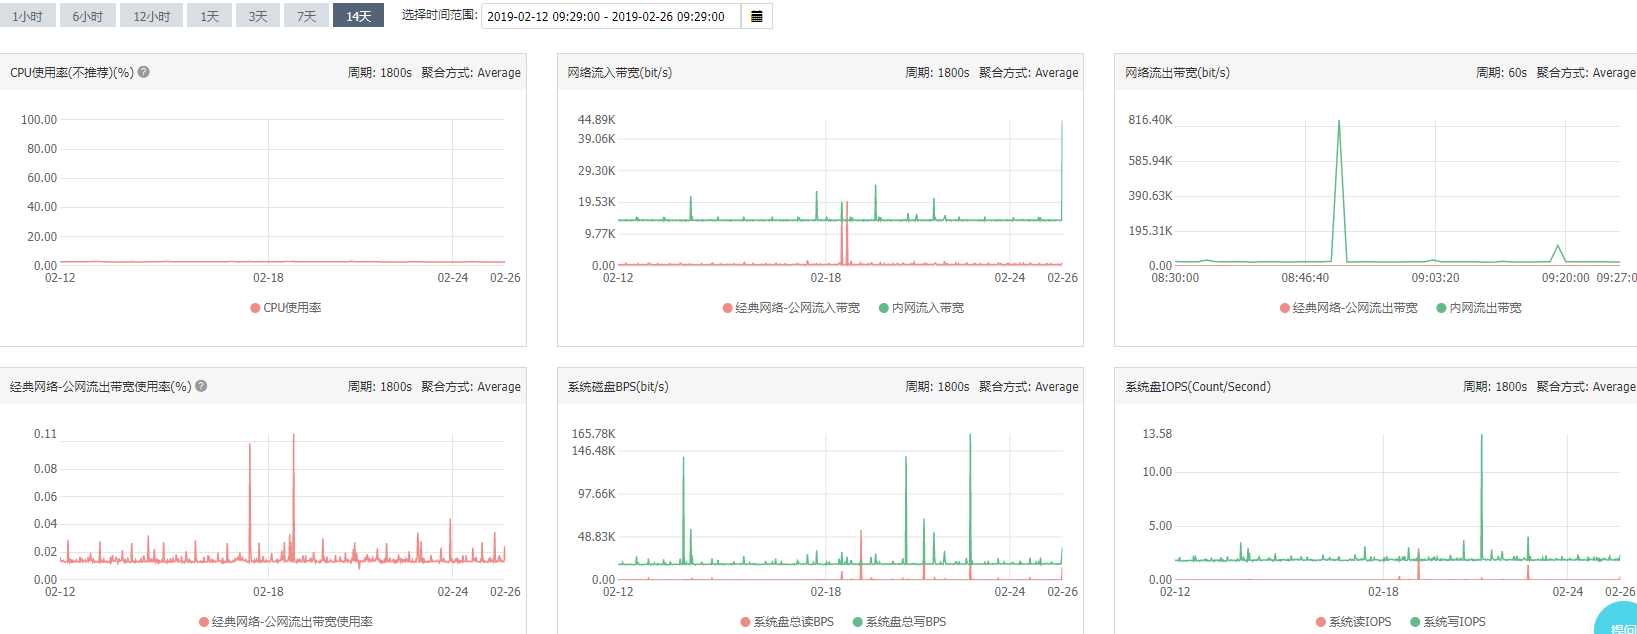 1小时 6小时 12小时 1天 3天 7天 14天 选择时间范围: 2019-02-12 09:29:00 - 2019-02-26 09:29:00
CPU使用率(不推荐)(%) ? 周期: 1800s 聚合方式: Average
100.00
80.00
60.00
40.00
20.00
0.00
02-12 02-18 02-24 02-26
CPU使用率
网络流入带宽(bit/s) 周期: 1800s 聚合方式: Average
44.89K
39.06K
29.30K
19.53K
9.77K
0.00
02-12 02-18 02-24 02-26
经典网络-公网流入带宽 内网流入带宽
网络流出带宽(bit/s) 周期: 60s 聚合方式: Average
816.40K
585.94K
390.63K
195.31K
0.00
08:30:00 08:46:40 09:03:20 09:20:00 09:27:0
经典网络-公网流出带宽 内网流出带宽
经典网络-公网流出带宽使用率(%) ? 周期: 1800s 聚合方式: Average
0.11
0.08
0.06
0.04
0.02
0.00
02-12 02-18 02-24 02-26
经典网络-公网流出带宽使用率
系统磁盘BPS(bit/s) 周期: 1800s 聚合方式: Average
165.78K
146.48K
97.66K
48.83K
0.00
02-12 02-18 02-24 02-26
系统盘总读BPS 系统盘总写BPS
系统盘IOPS(Count/Second) 周期: 1800s 聚合方式: Average
13.58
10.00
5.00
0.00
02-12 02-18 02-24 02-26
系统读IOPS 系统写IOPS